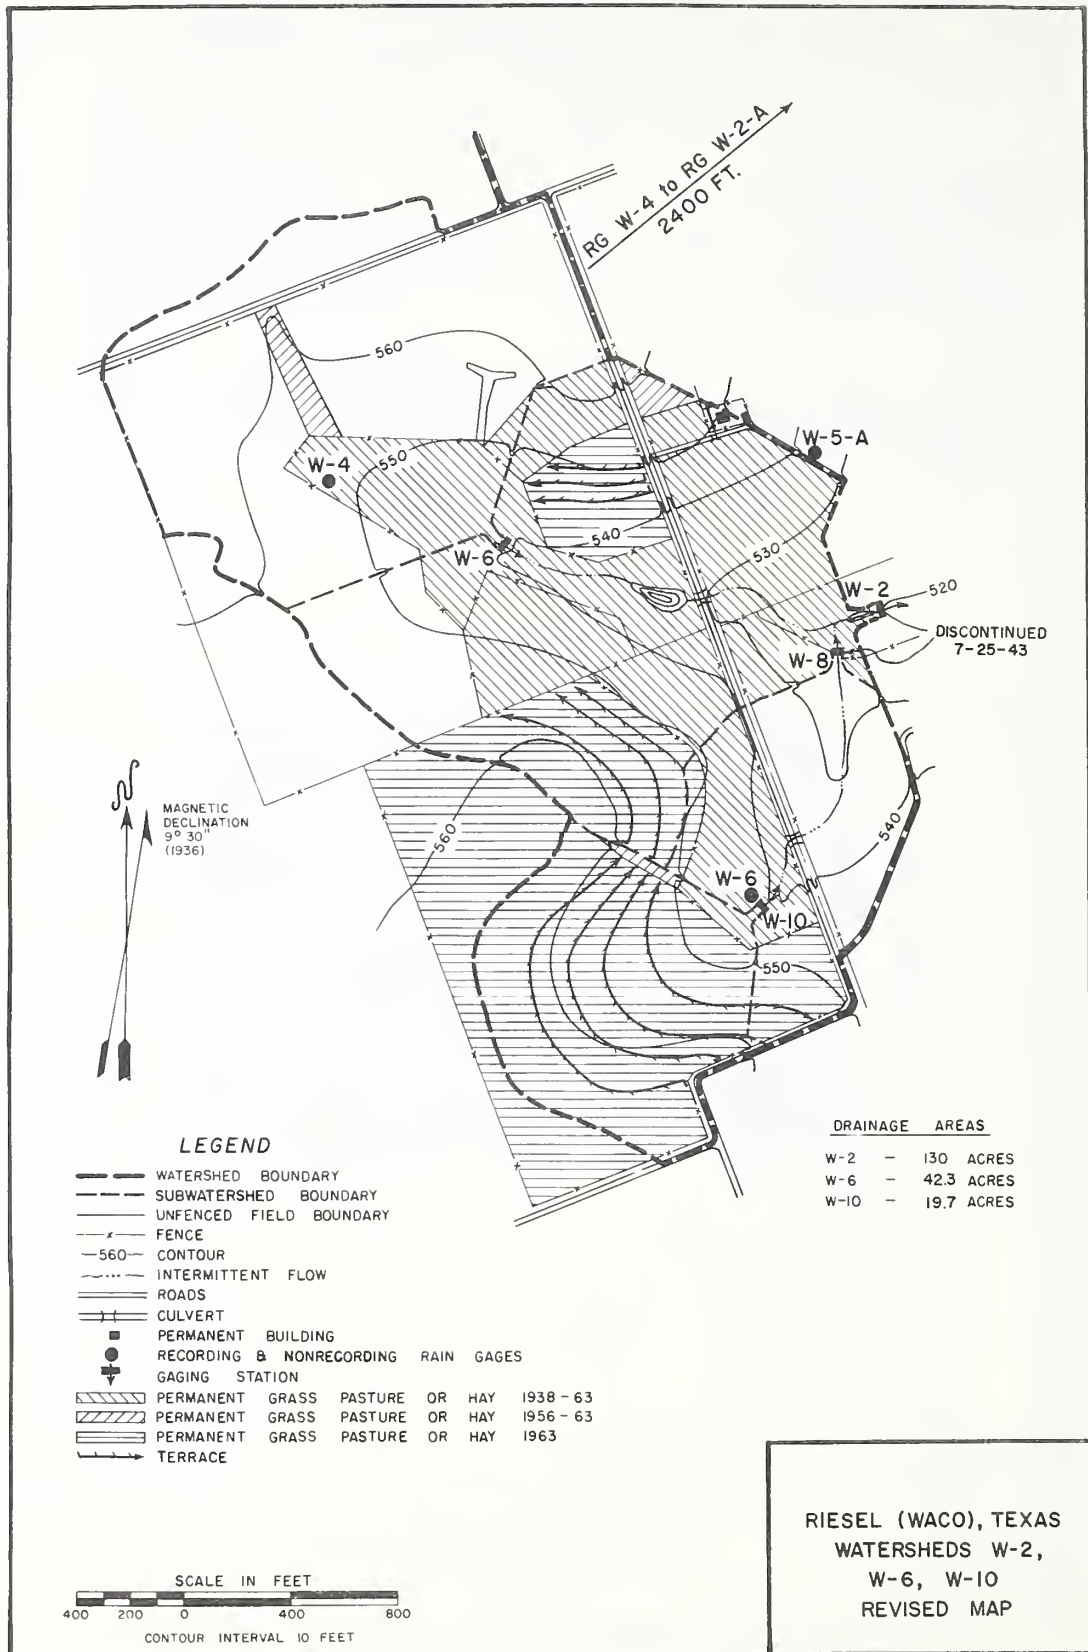 RG W-4 to RG W-2-A
2400 FT.
560
W-5-A
550
W-4
540
W-6
530
W-2
520
DISCONTINUED
7-25-43
W-8
MAGNETIC
DECLINATION
9° 30"
(1936)
560
540
W-6
W-10
550
LEGEND
WATERSHED BOUNDARY
SUBWATERSHED BOUNDARY
UNFENCED FIELD BOUNDARY
FENCE
560 CONTOUR
INTERMITTENT FLOW
ROADS
CULVERT
PERMANENT BUILDING
RECORDING & NONRECORDING RAIN GAGES
GAGING STATION
PERMANENT GRASS PASTURE OR HAY 1938-63
PERMANENT GRASS PASTURE OR HAY 1956-63
PERMANENT GRASS PASTURE OR HAY 1963
TERRACE
DRAINAGE AREAS
W-2 - 130 ACRES
W-6 - 42.3 ACRES
W-10 - 19.7 ACRES
SCALE IN FEET
400 200 0 400 800
CONTOUR INTERVAL 10 FEET
RIESEL (WACO), TEXAS
WATERSHEDS W-2,
W-6, W-10
REVISED MAP